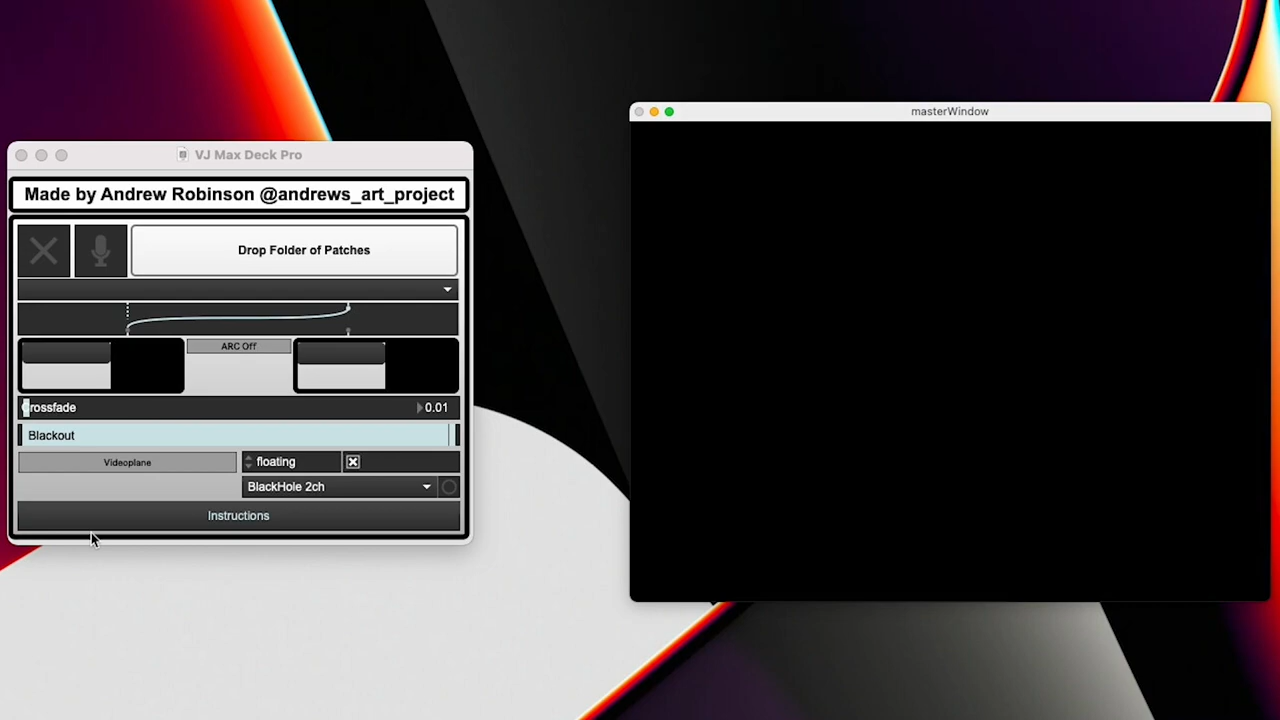 masterWindow
VJ Max Deck Pro
Made by Andrew Robinson @andrews_art_project
Drop Folder of Patches
ARC Off
Crossfade 0.01
Blackout
Videoplane
floating
BlackHole 2ch
Instructions